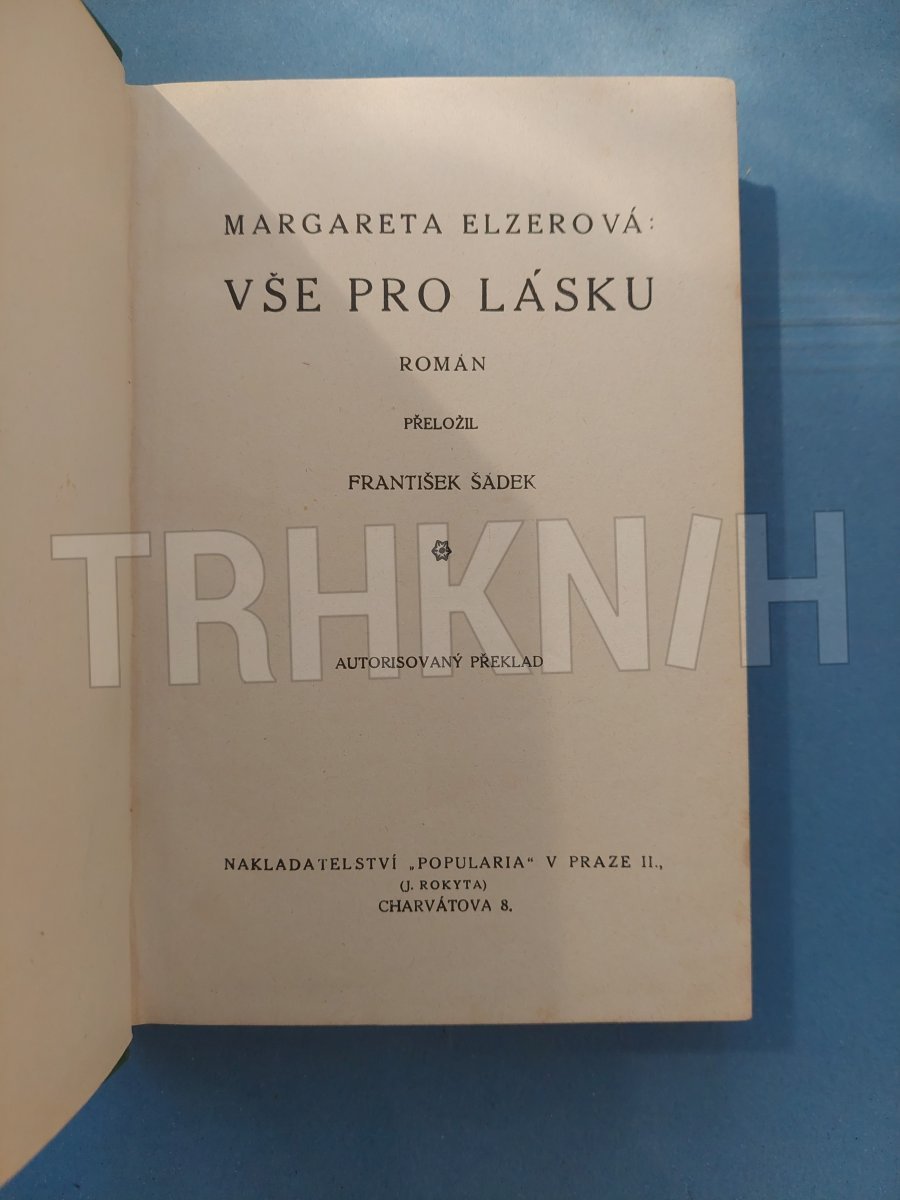 MARGARETA ELZEROVÁ:
VŠE PRO LÁSKU
ROMÁN
PŘELOŽIL
FRANTIŠEK ŠÁDEK
TRHKNIH
AUTORISOVANÝ PŘEKLAD
NAKLADATELSTVÍ „POPULARIA“ V PRAZE II.,
(J. ROKYTA)
CHARVÁTOVA 8.